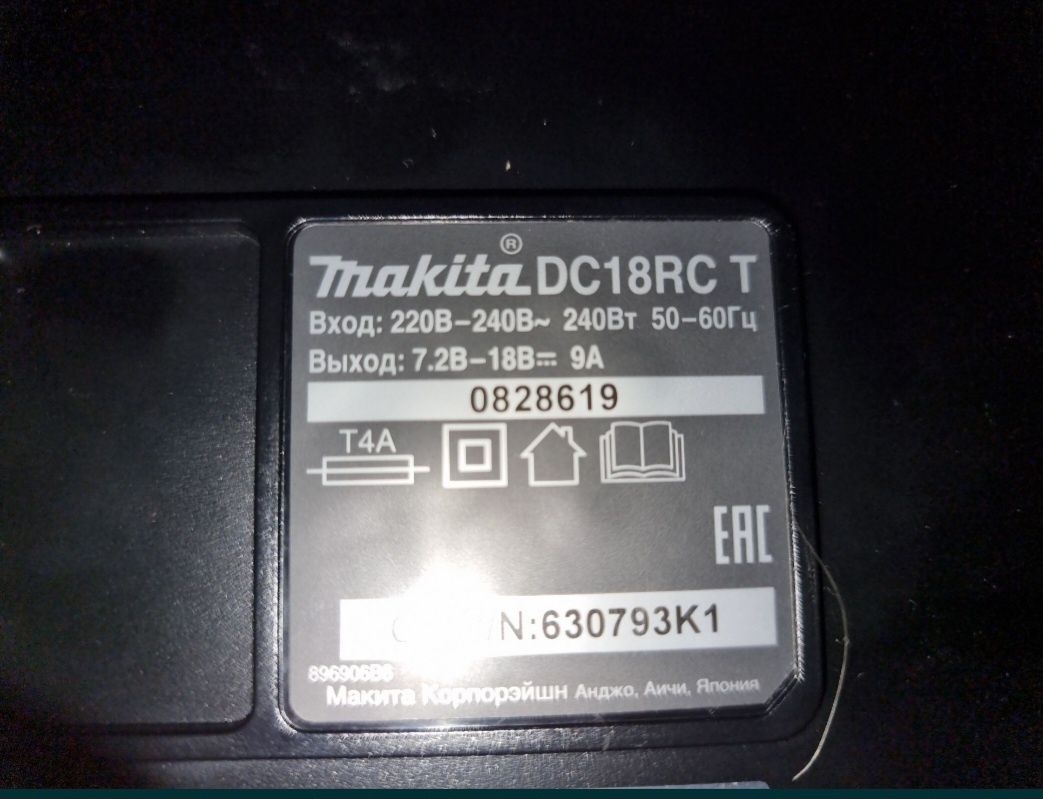 makita® DC18RC T
Вход: 220В-240В~ 240Вт 50-60Гц
Выход: 7.2В-18В⎓ 9А
0828619
T4A
EAC
N:630793K1
Макита Корпорэйшн Анджо, Аичи, Япония